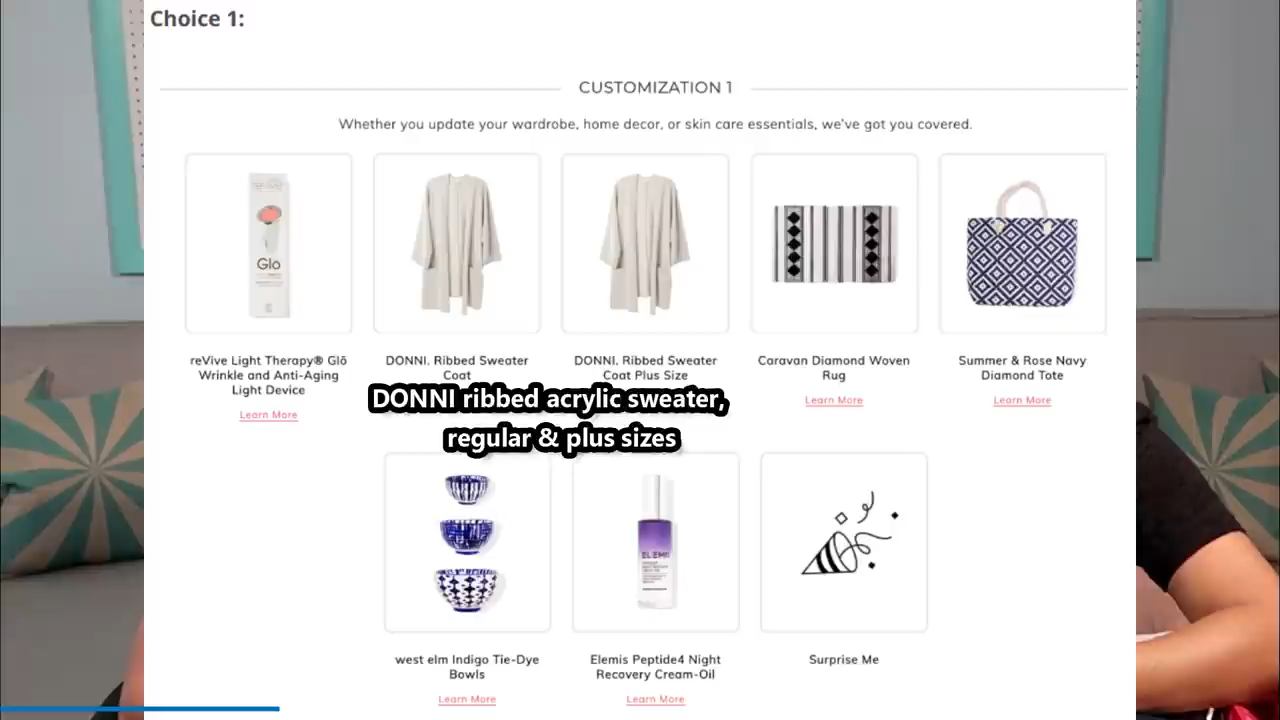 Choice 1:
CUSTOMIZATION 1
Whether you update your wardrobe, home decor, or skin care essentials, we've got you covered.
Glo
reVive Light Therapy® Glō
Wrinkle and Anti-Aging
Light Device
Learn More
DONNI. Ribbed Sweater
Coat
DONNI. Ribbed Sweater
Coat Plus Size
Caravan Diamond Woven
Rug
Learn More
Summer & Rose Navy
Diamond Tote
Learn More
DONNI ribbed acrylic sweater,
regular & plus sizes
ELEMIS
west elm Indigo Tie-Dye
Bowls
Learn More
Elemis Peptide4 Night
Recovery Cream-Oil
Learn More
Surprise Me